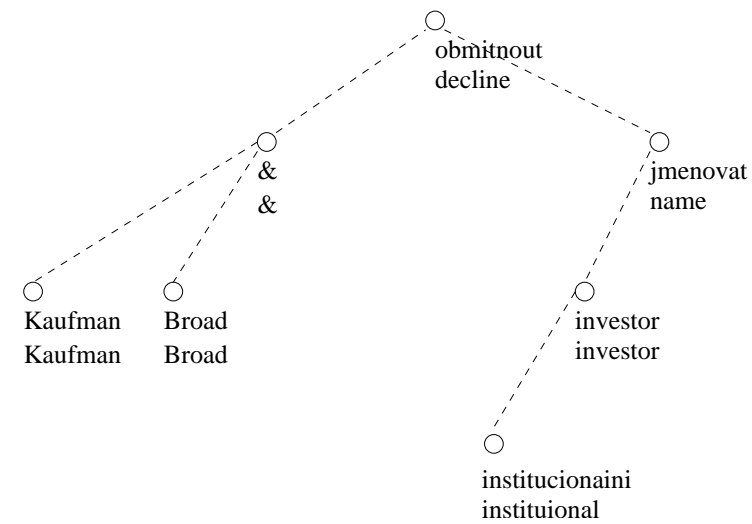 obmitnout
decline
&
&
jmenovat
name
Kaufman
Kaufman
Broad
Broad
investor
investor
institucionaini
instituional